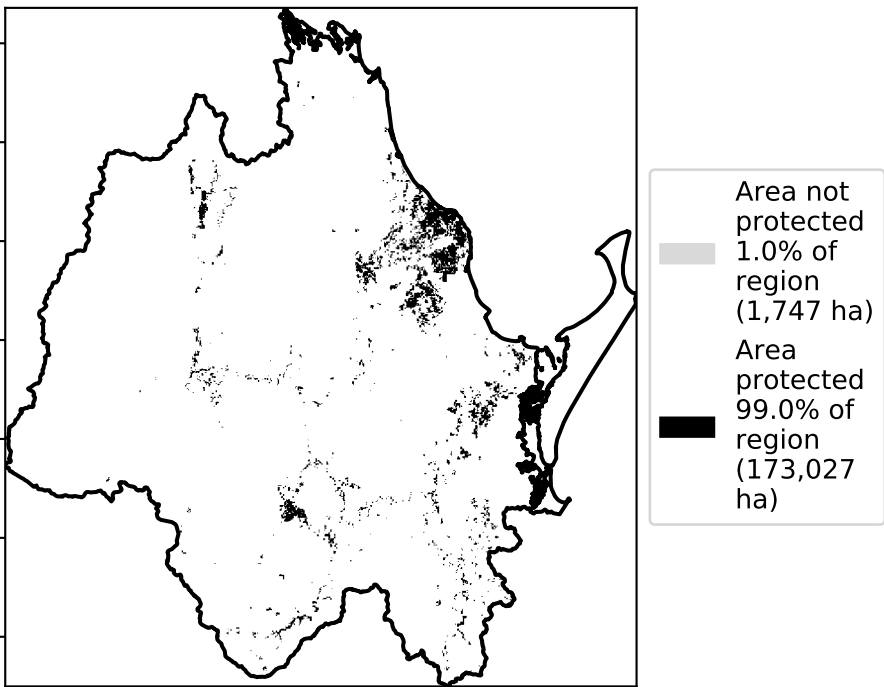 Area not
protected
1.0% of
region
(1,747 ha)
Area
protected
99.0% of
region
(173,027
ha)